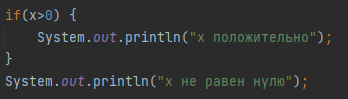 if(x>0) {
    System.out.println("x положительно");
}
System.out.println("x не равен нулю");